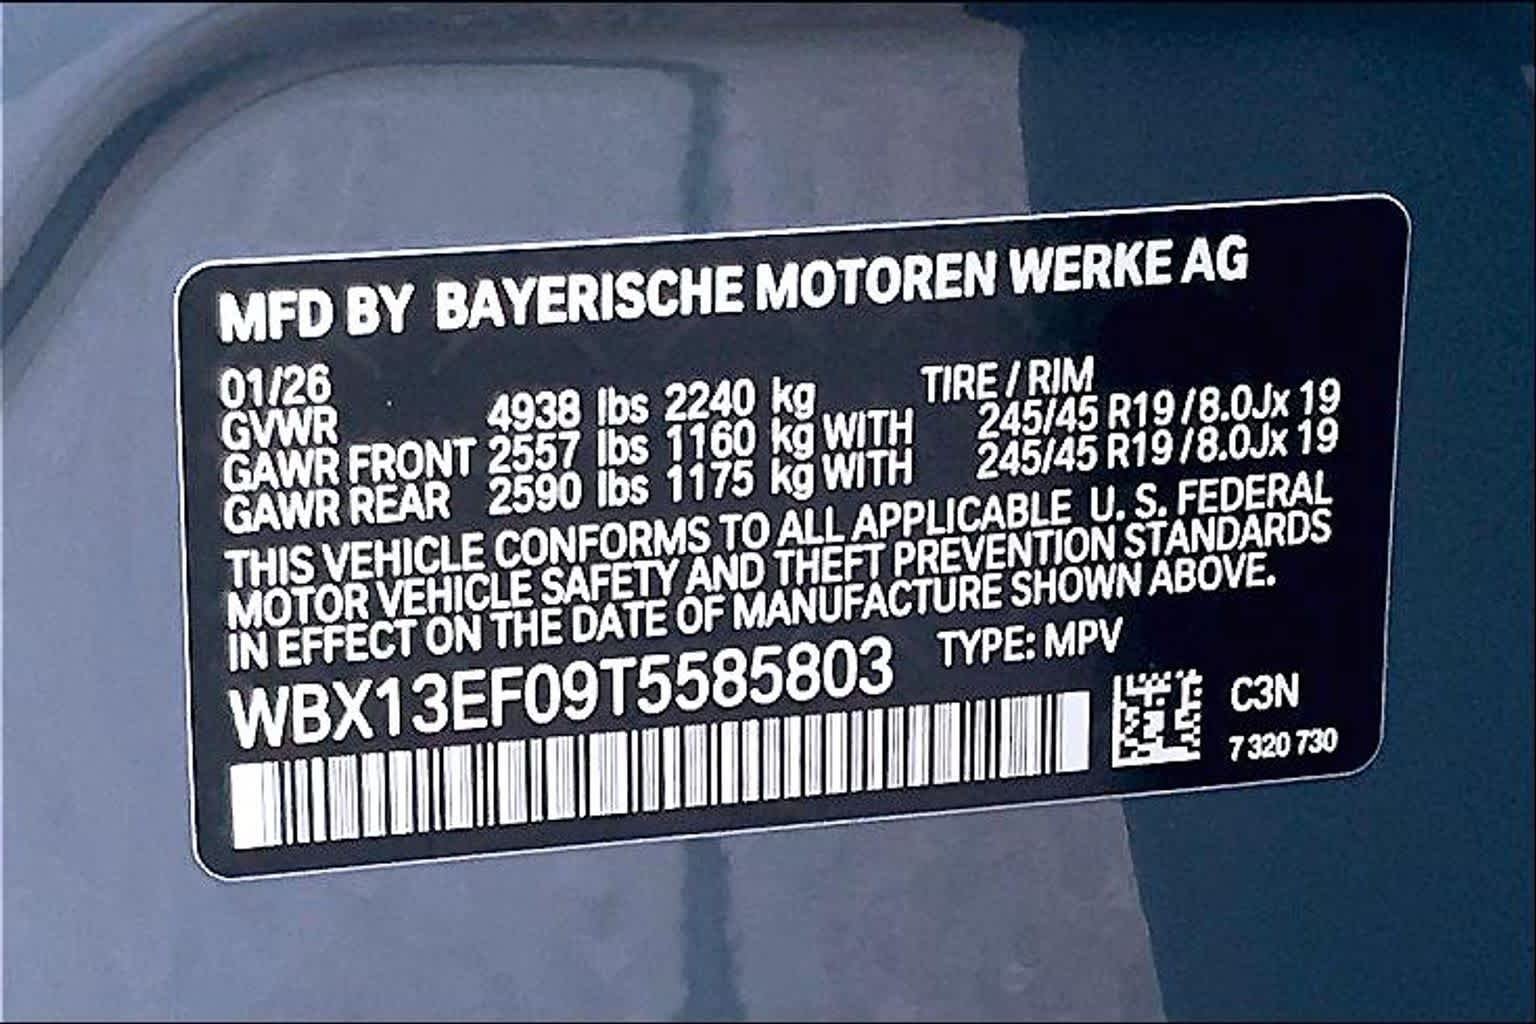 MFD BY BAYERISCHE MOTOREN WERKE AG
01/26 TIRE / RIM
GVWR 4938 lbs 2240 kg
GAWR FRONT 2557 lbs 1160 kg WITH 245/45 R19 /8.0Jx 19
GAWR REAR 2590 lbs 1175 kg WITH 245/45 R19 /8.0Jx 19
THIS VEHICLE CONFORMS TO ALL APPLICABLE U. S. FEDERAL
MOTOR VEHICLE SAFETY AND THEFT PREVENTION STANDARDS
IN EFFECT ON THE DATE OF MANUFACTURE SHOWN ABOVE.
WBX13EF09T5585803 TYPE: MPV
C3N
7 320 730